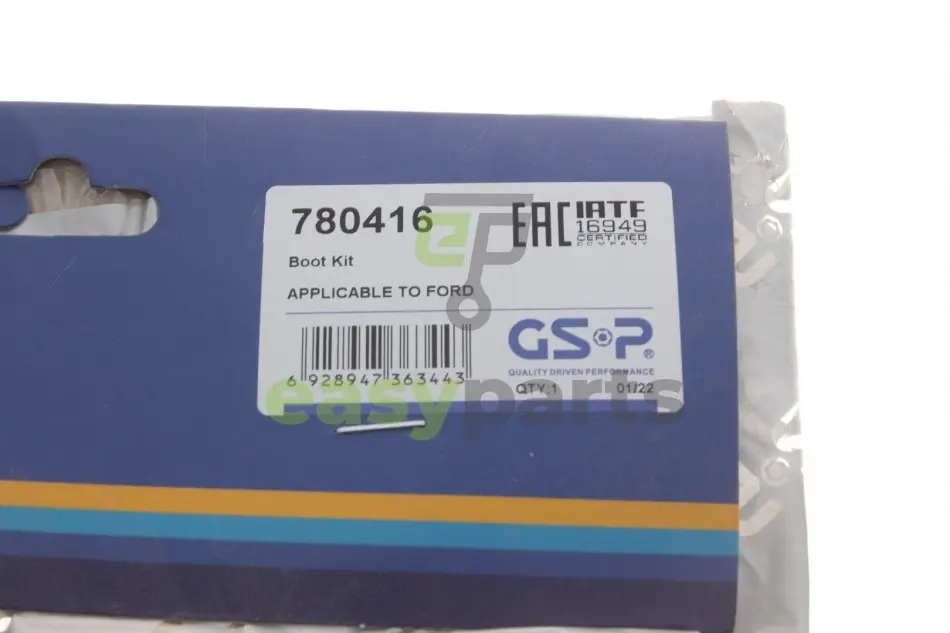 780416
EAC
IATF
16949
CERTIFIED
COMPANY
Boot Kit
APPLICABLE TO FORD
GSP®
QUALITY DRIVEN PERFORMANCE
6 928947 363443
QTY:1
01/22
easyparts